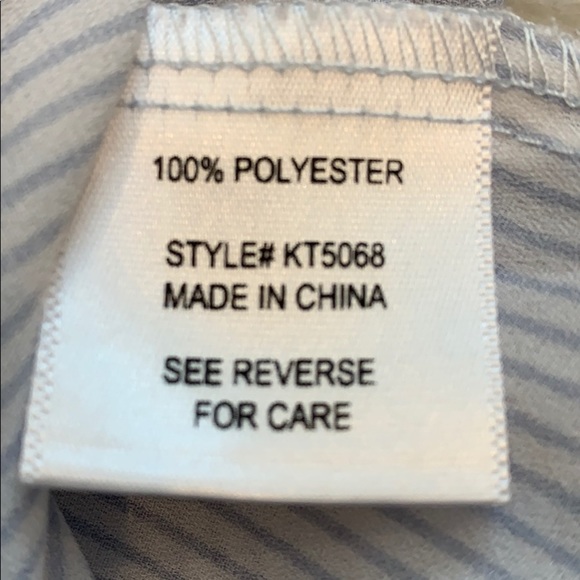 100% POLYESTER
STYLE# KT5068
MADE IN CHINA
SEE REVERSE
FOR CARE